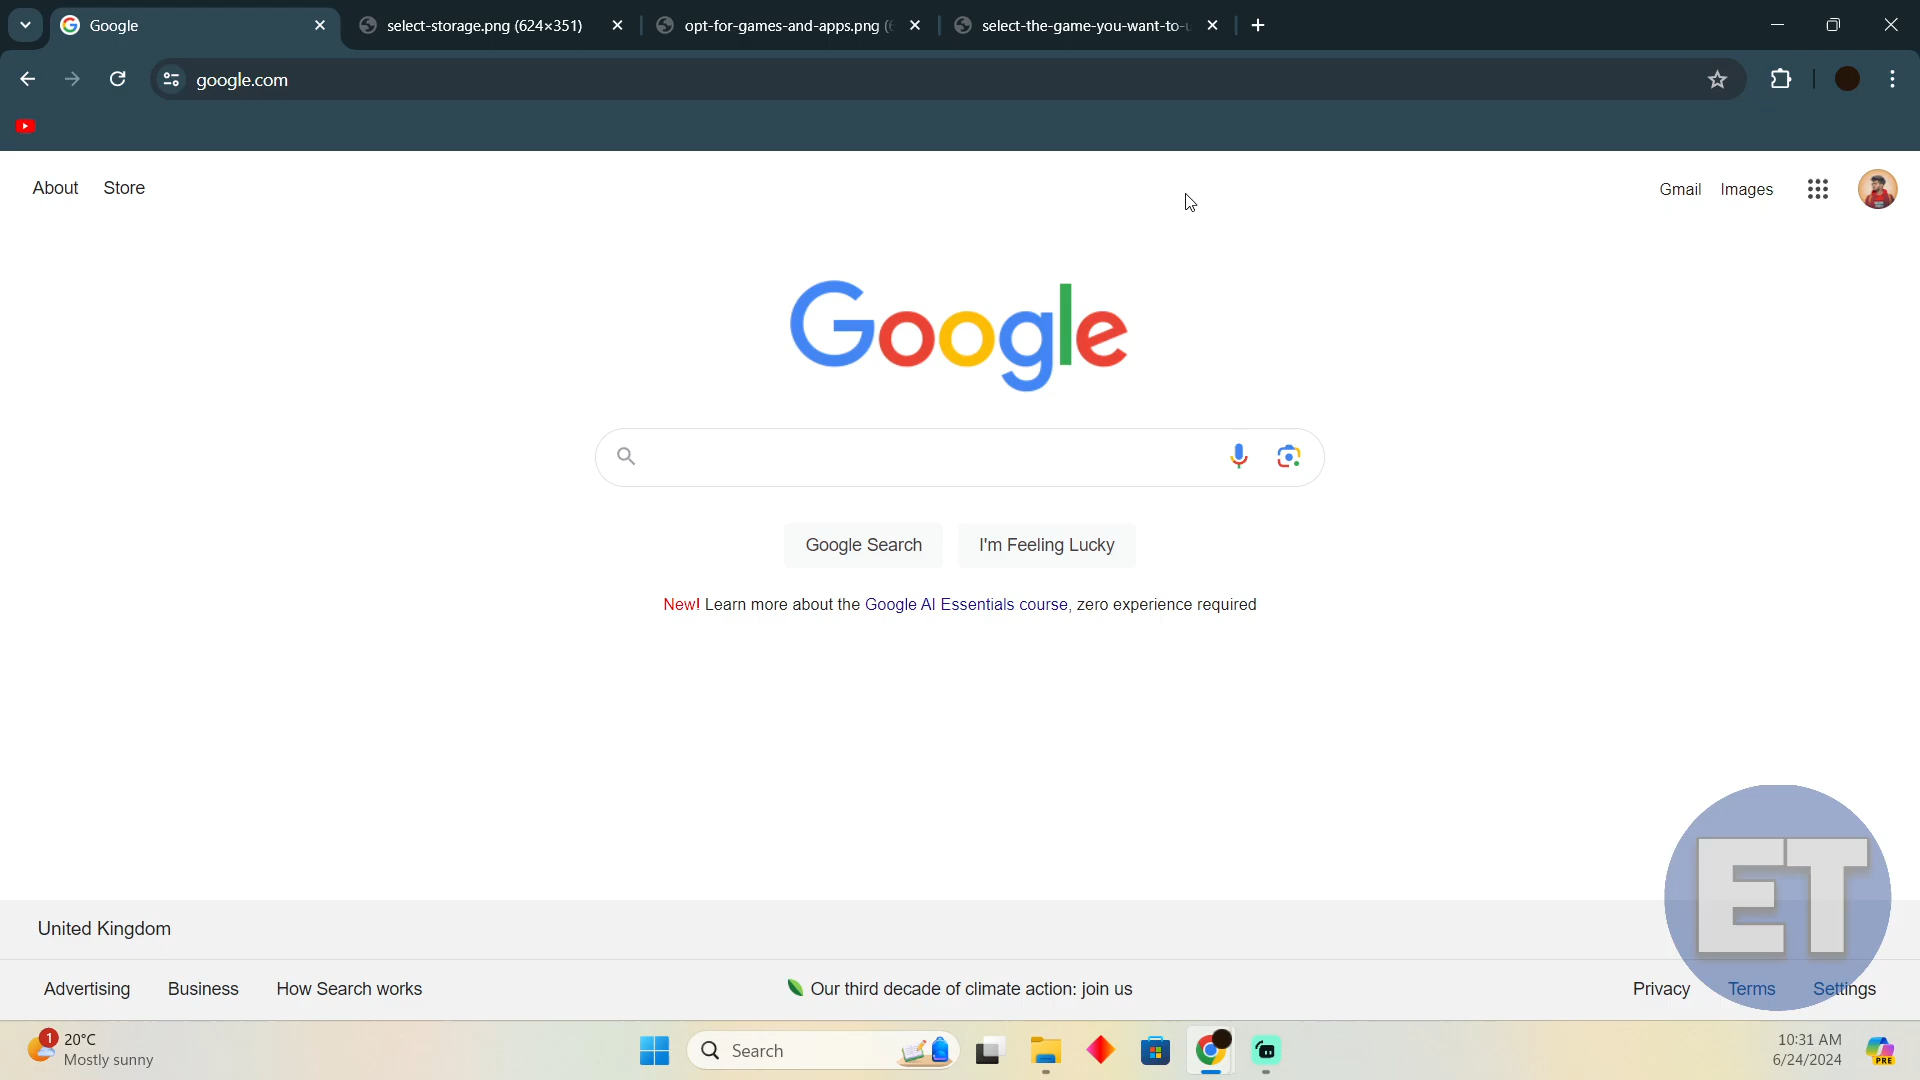 Google
select-storage.png (624×351)
opt-for-games-and-apps.png
select-the-game-you-want-to-
google.com
About Store
Gmail Images
Google
Google Search
I'm Feeling Lucky
New! Learn more about the Google AI Essentials course, zero experience required
ET
United Kingdom
Advertising Business How Search works
Our third decade of climate action: join us
Privacy Terms Settings
1
20°C
Mostly sunny
Search
10:31 AM
6/24/2024
PRE